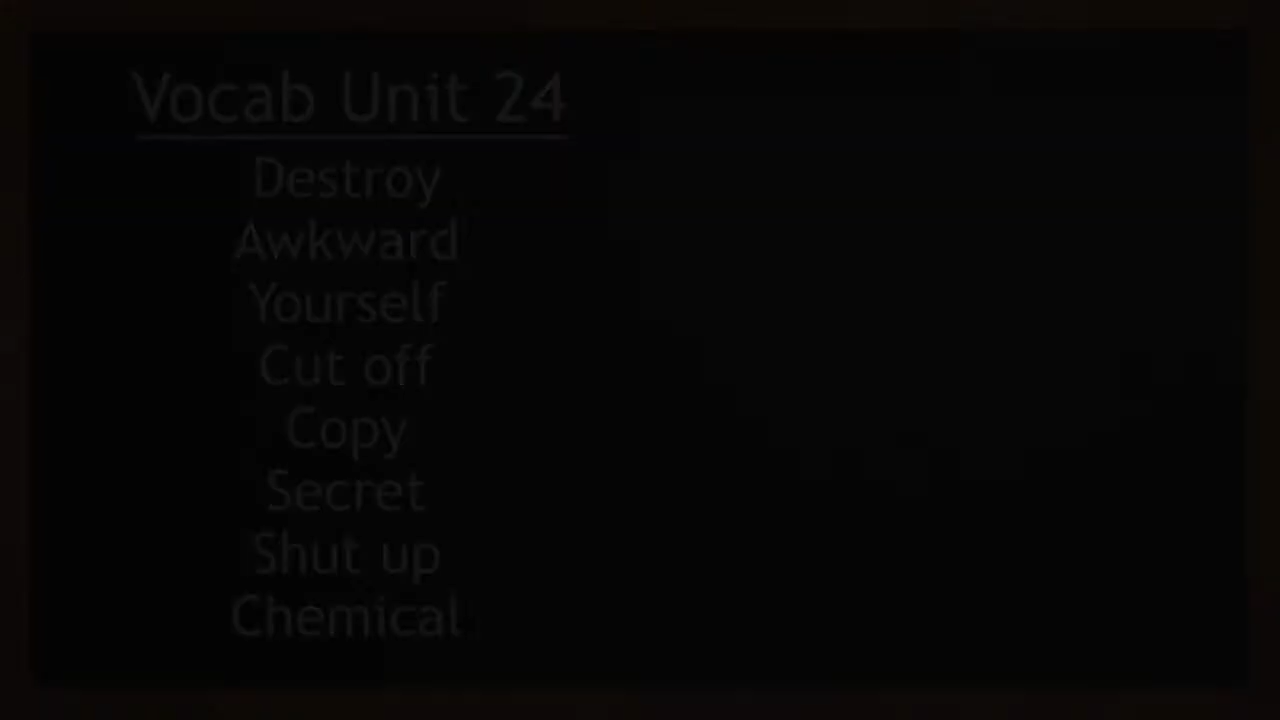 Vocab Unit 24
Destroy
Awkward
Yourself
Cut off
Copy
Secret
Shut up
Chemical